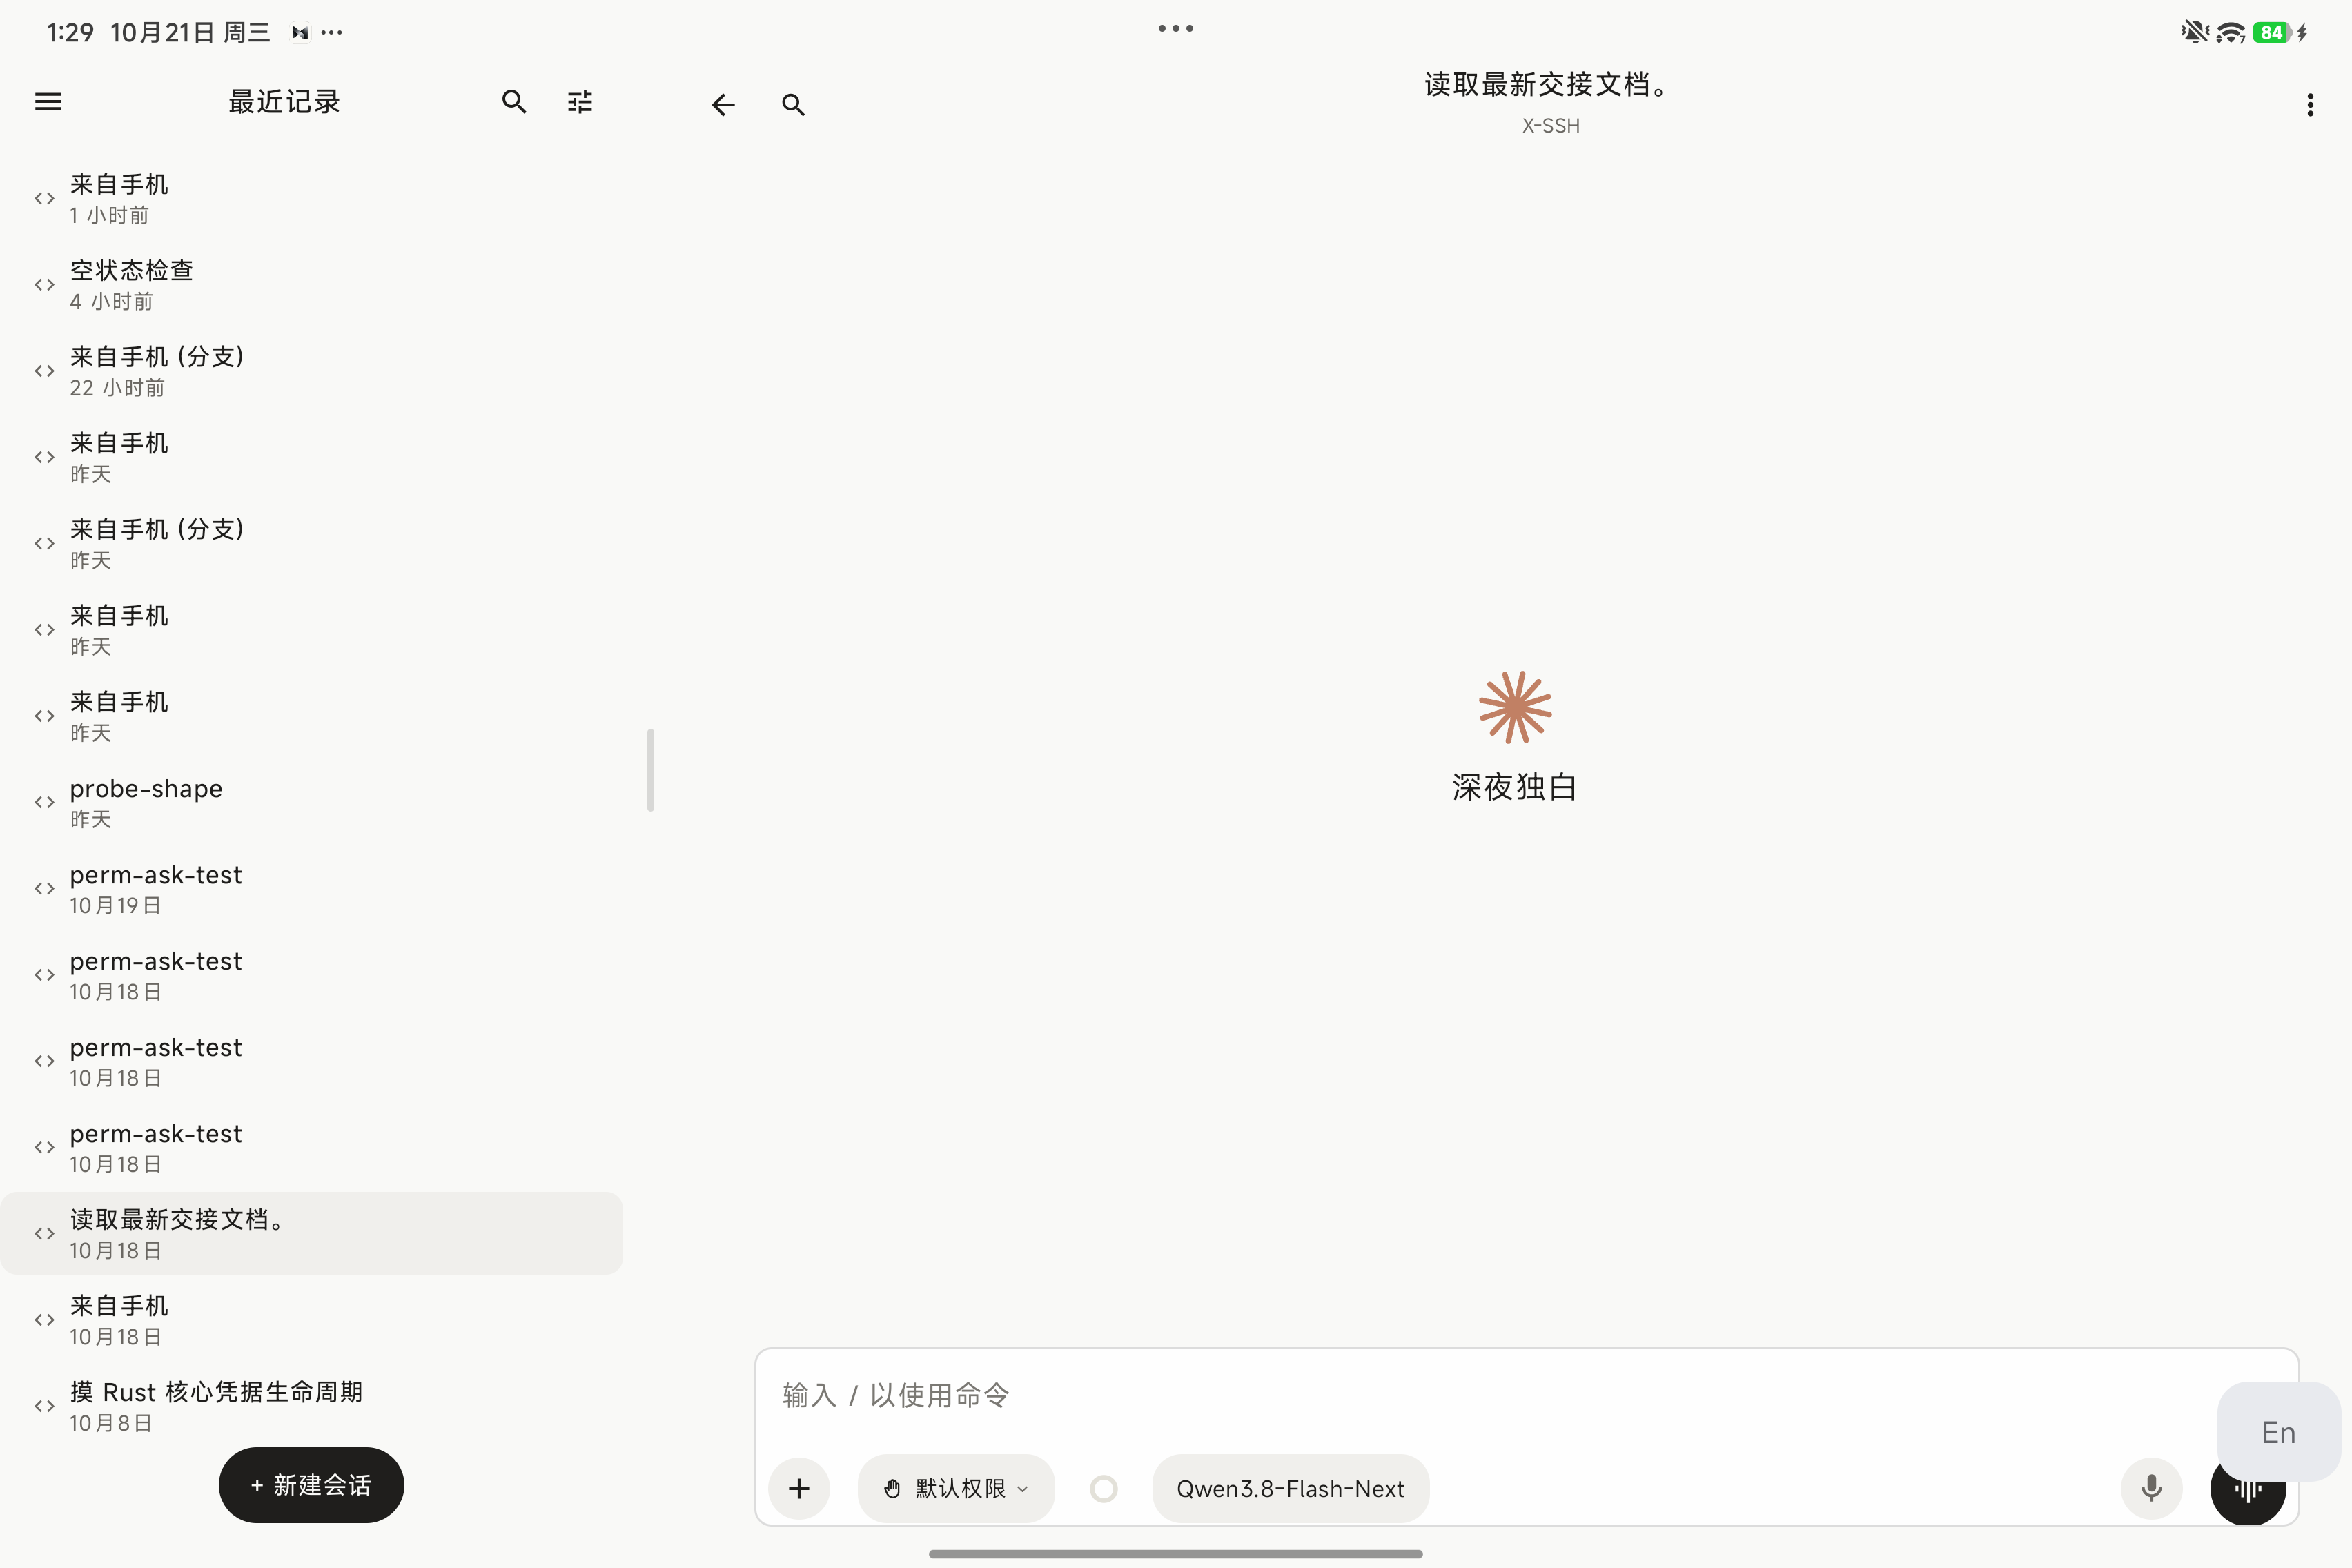 1:29 10月21日 周三
84
最近记录
来自手机
1 小时前
空状态检查
4 小时前
来自手机 (分支)
22 小时前
来自手机
昨天
来自手机 (分支)
昨天
来自手机
昨天
来自手机
昨天
probe-shape
昨天
perm-ask-test
10月19日
perm-ask-test
10月18日
perm-ask-test
10月18日
perm-ask-test
10月18日
读取最新交接文档。
10月18日
来自手机
10月18日
摸 Rust 核心凭据生命周期
10月8日
+ 新建会话
读取最新交接文档。
X-SSH
深夜独白
输入 / 以使用命令
默认权限
Qwen3.8-Flash-Next
En